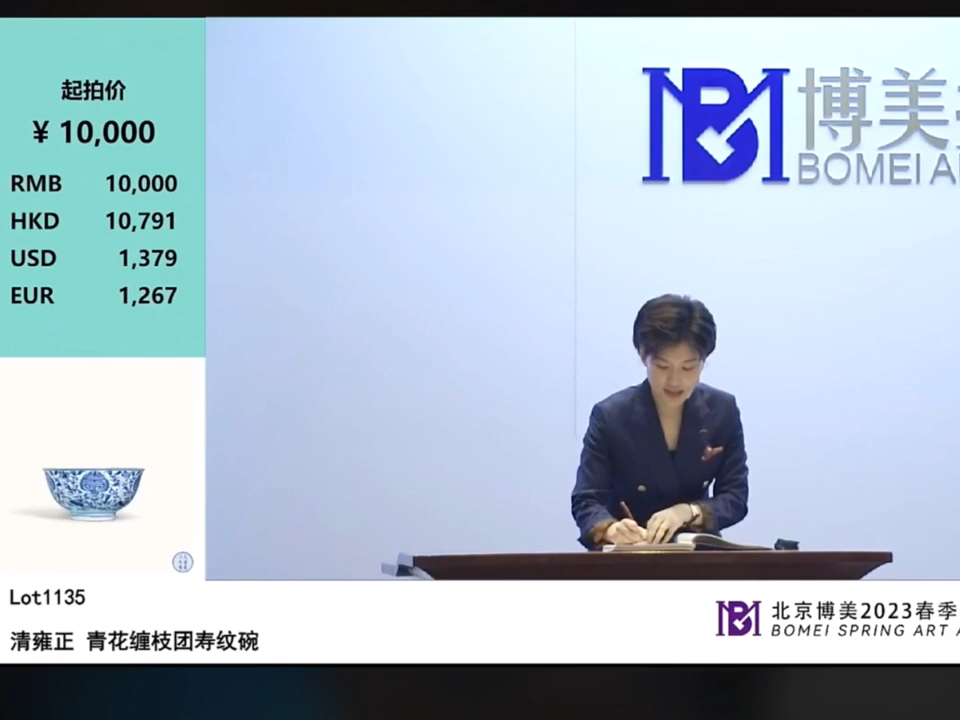 起拍价
¥ 10,000
RMB 10,000
HKD 10,791
USD 1,379
EUR 1,267
博美
BOMEI
Lot1135
清雍正 青花缠枝团寿纹碗
北京博美2023春季
BOMEI SPRING ART